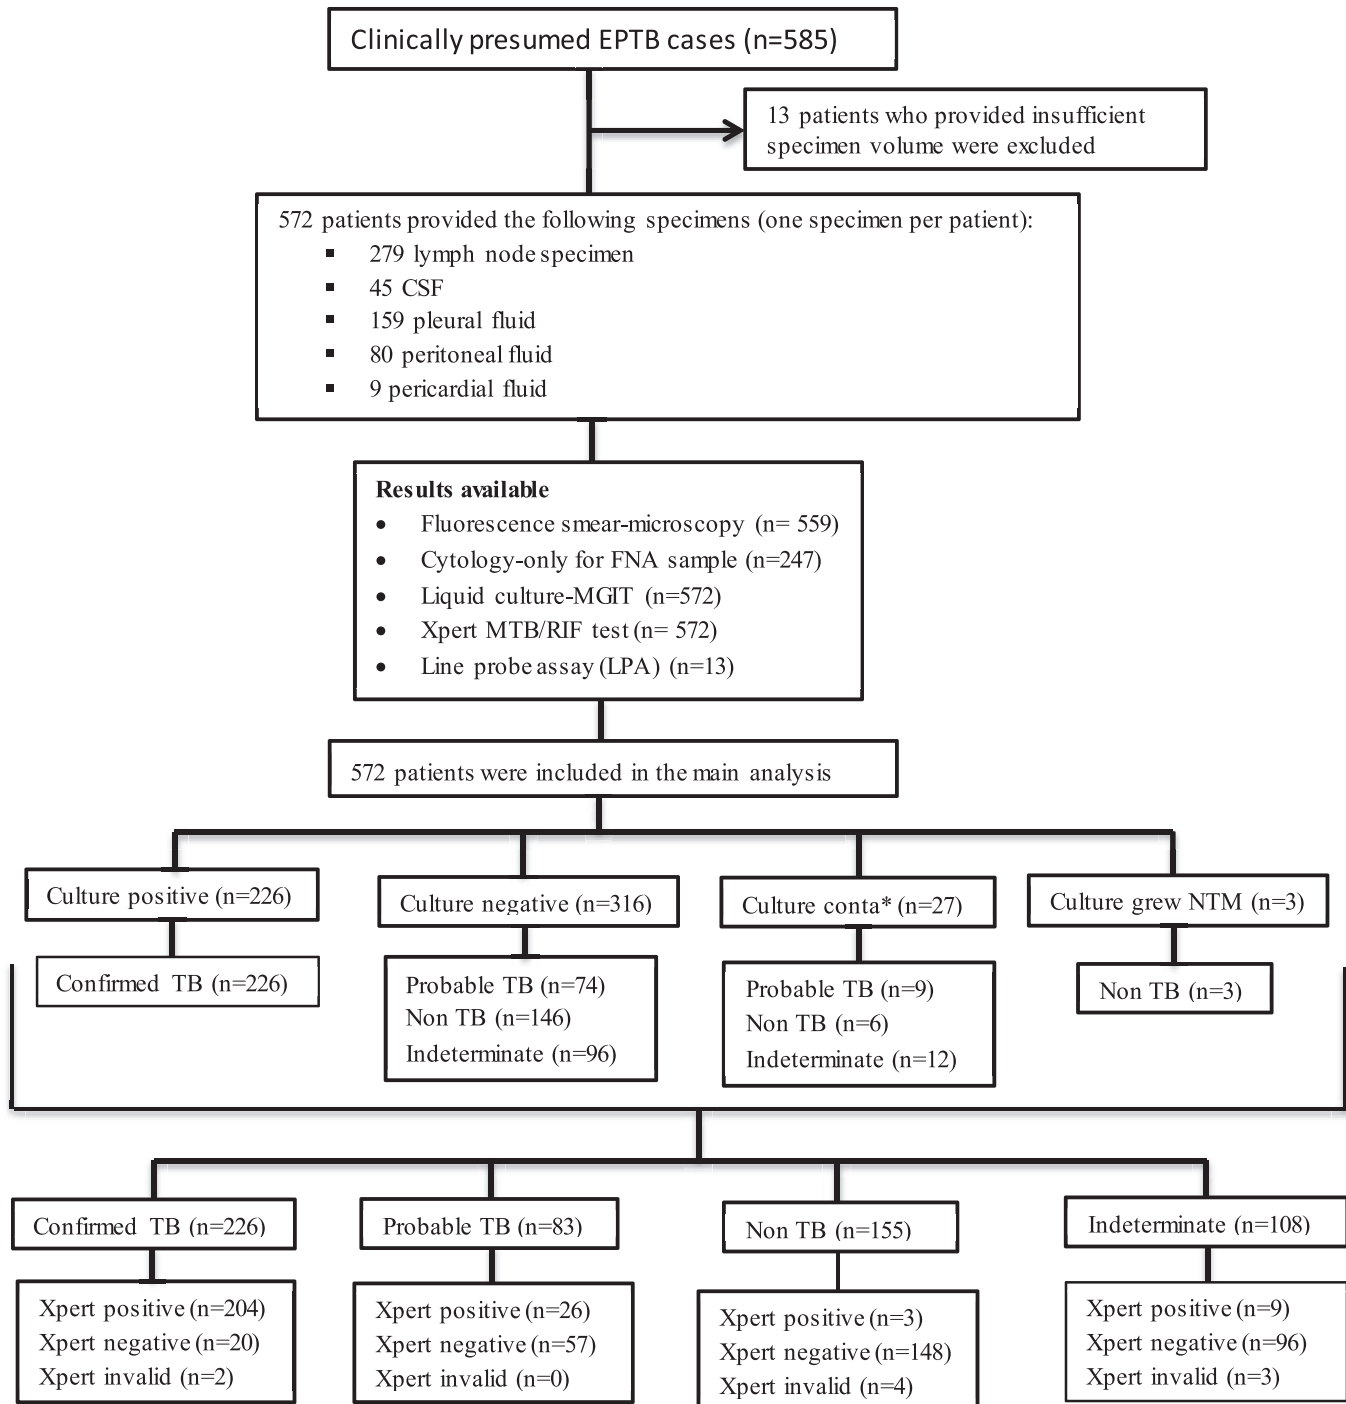 Clinically presumed EPTB cases (n=585)
13 patients who provided insufficient
specimen volume were excluded
572 patients provided the following specimens (one specimen per patient):
▪ 279 lymph node specimen
▪ 45 CSF
▪ 159 pleural fluid
▪ 80 peritoneal fluid
▪ 9 pericardial fluid
Results available
• Fluorescence smear-microscopy (n= 559)
• Cytology-only for FNA sample (n=247)
• Liquid culture-MGIT (n=572)
• Xpert MTB/RIF test (n= 572)
• Line probe assay (LPA) (n=13)
572 patients were included in the main analysis
Culture positive (n=226)
Culture negative (n=316)
Culture conta* (n=27)
Culture grew NTM (n=3)
Confirmed TB (n=226)
Probable TB (n=74)
Non TB (n=146)
Indeterminate (n=96)
Probable TB (n=9)
Non TB (n=6)
Indeterminate (n=12)
Non TB (n=3)
Confirmed TB (n=226)
Probable TB (n=83)
Non TB (n=155)
Indeterminate (n=108)
Xpert positive (n=204)
Xpert negative (n=20)
Xpert invalid (n=2)
Xpert positive (n=26)
Xpert negative (n=57)
Xpert invalid (n=0)
Xpert positive (n=3)
Xpert negative (n=148)
Xpert invalid (n=4)
Xpert positive (n=9)
Xpert negative (n=96)
Xpert invalid (n=3)